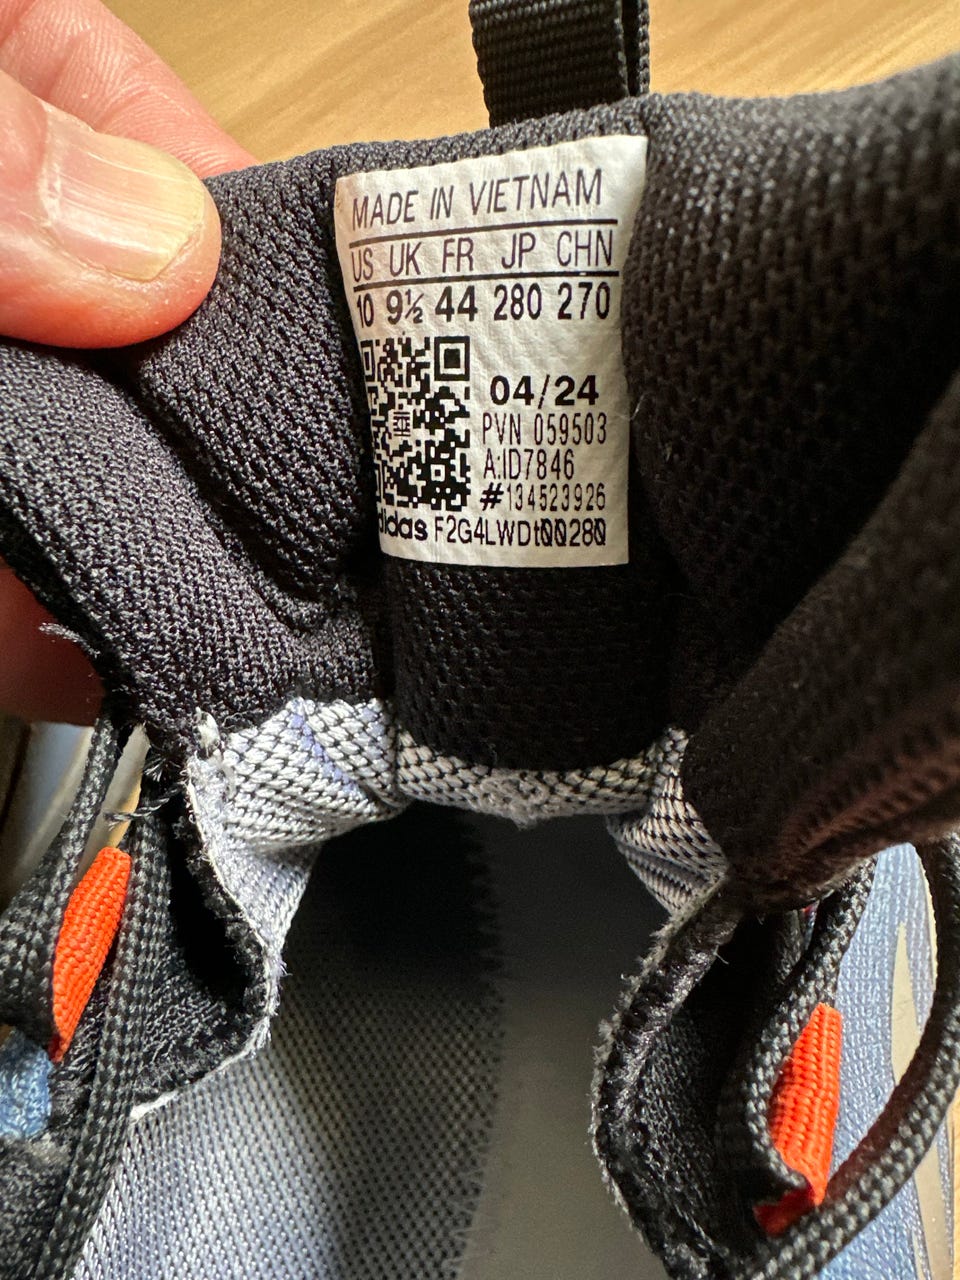 MADE IN VIETNAM
US UK FR JP CHN
10 9½ 44 280 270
04/24
PVN 059503
A:ID7846
#134523926
adidas F2G4LWDt00280